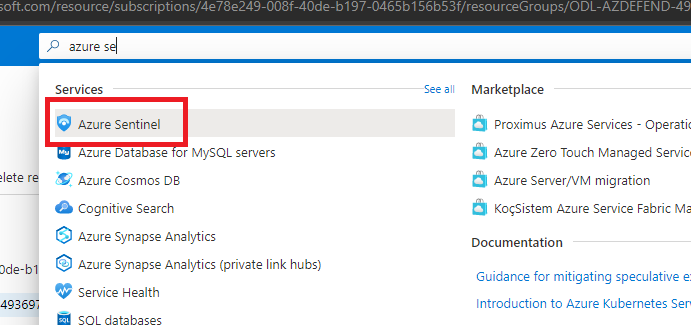 soft.com/resource/subscriptions/4e78e249-008f-40de-b197-0465b156b53f/resourceGroups/ODL-AZDEFEND-49
azure se
Services
See all
Azure Sentinel
Azure Database for MySQL servers
Azure Cosmos DB
Cognitive Search
Azure Synapse Analytics
Azure Synapse Analytics (private link hubs)
Service Health
SQL databases
Marketplace
Proximus Azure Services - Operatio
Azure Zero Touch Managed Service
Azure Server/VM migration
KoçSistem Azure Service Fabric Ma
Documentation
Guidance for mitigating speculative ex
Introduction to Azure Kubernetes Serv
elete re
0de-b1
493697